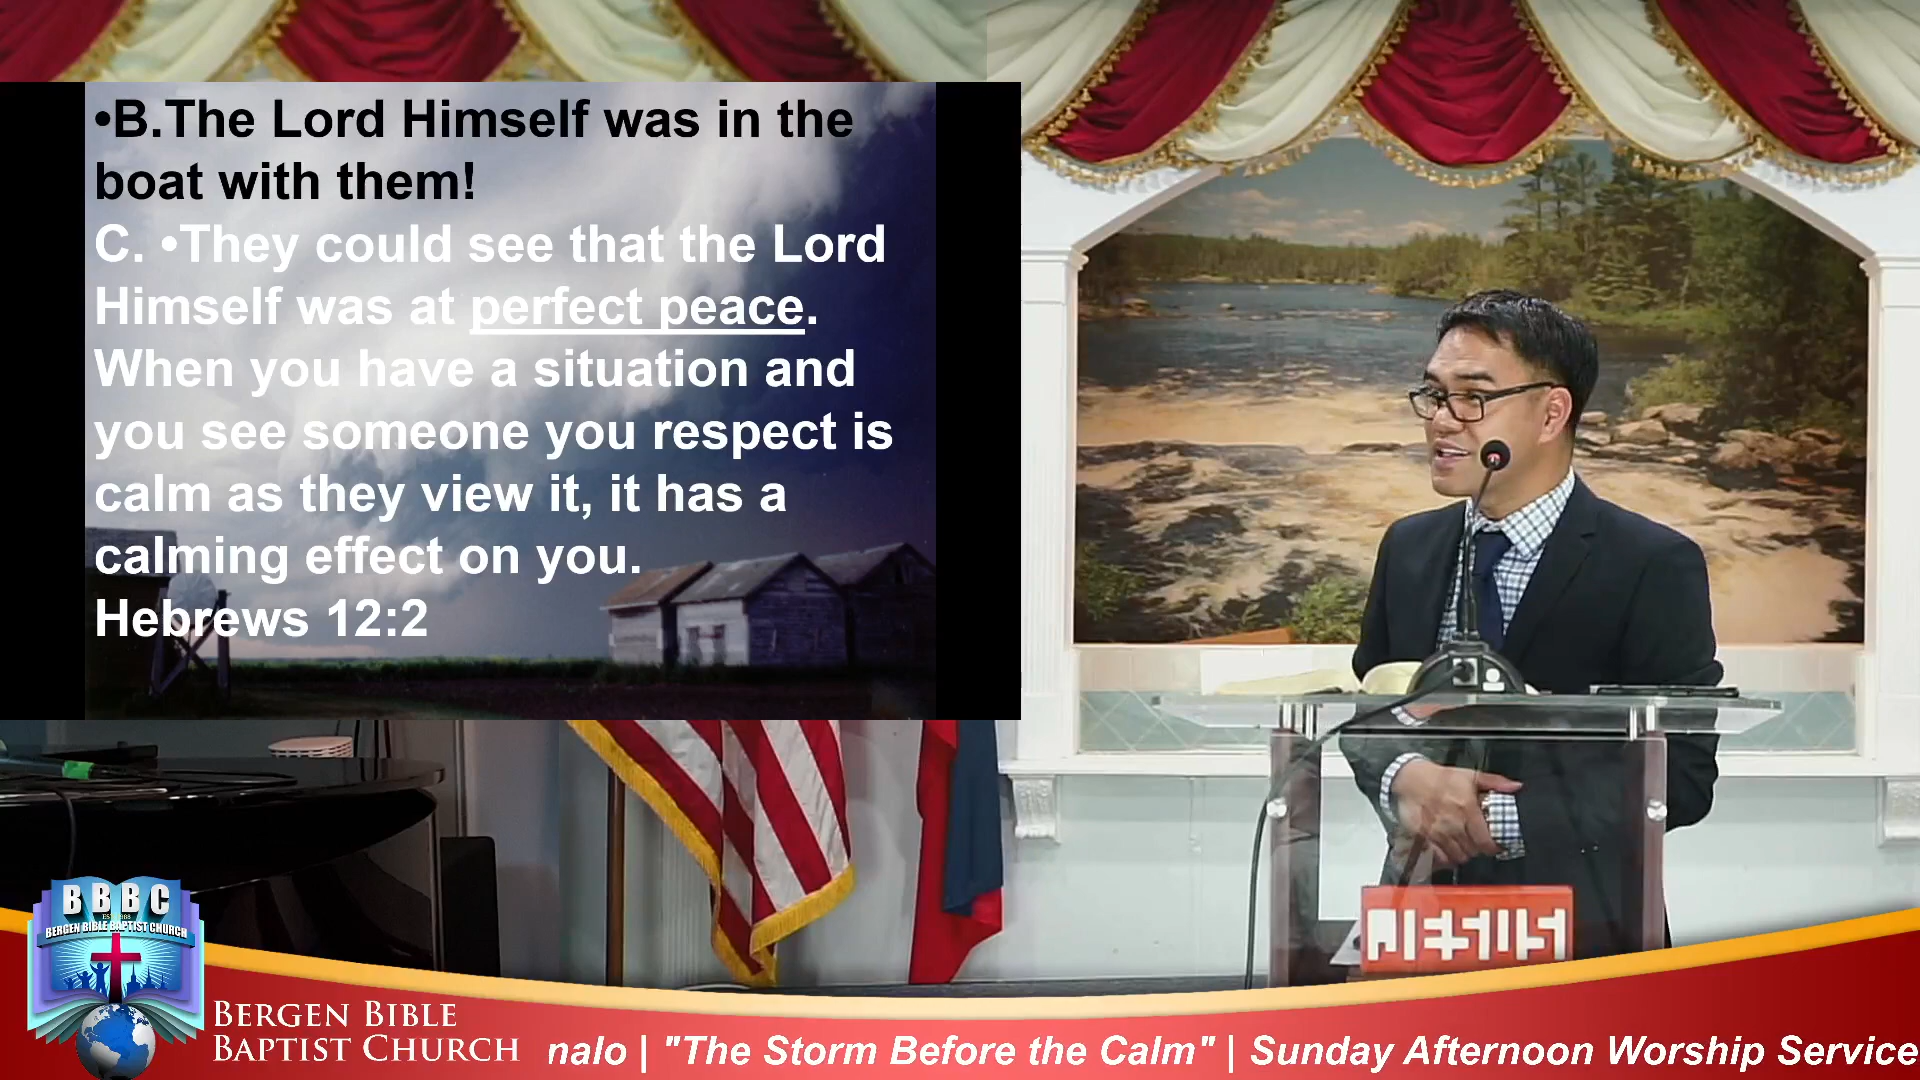 •B.The Lord Himself was in the
boat with them!
C. •They could see that the Lord
Himself was at perfect peace.
When you have a situation and
you see someone you respect is
calm as they view it, it has a
calming effect on you.
Hebrews 12:2
B B B C
BERGEN BIBLE BAPTIST CHURCH
BERGEN BIBLE
BAPTIST CHURCH
nalo | "The Storm Before the Calm" | Sunday Afternoon Worship Service